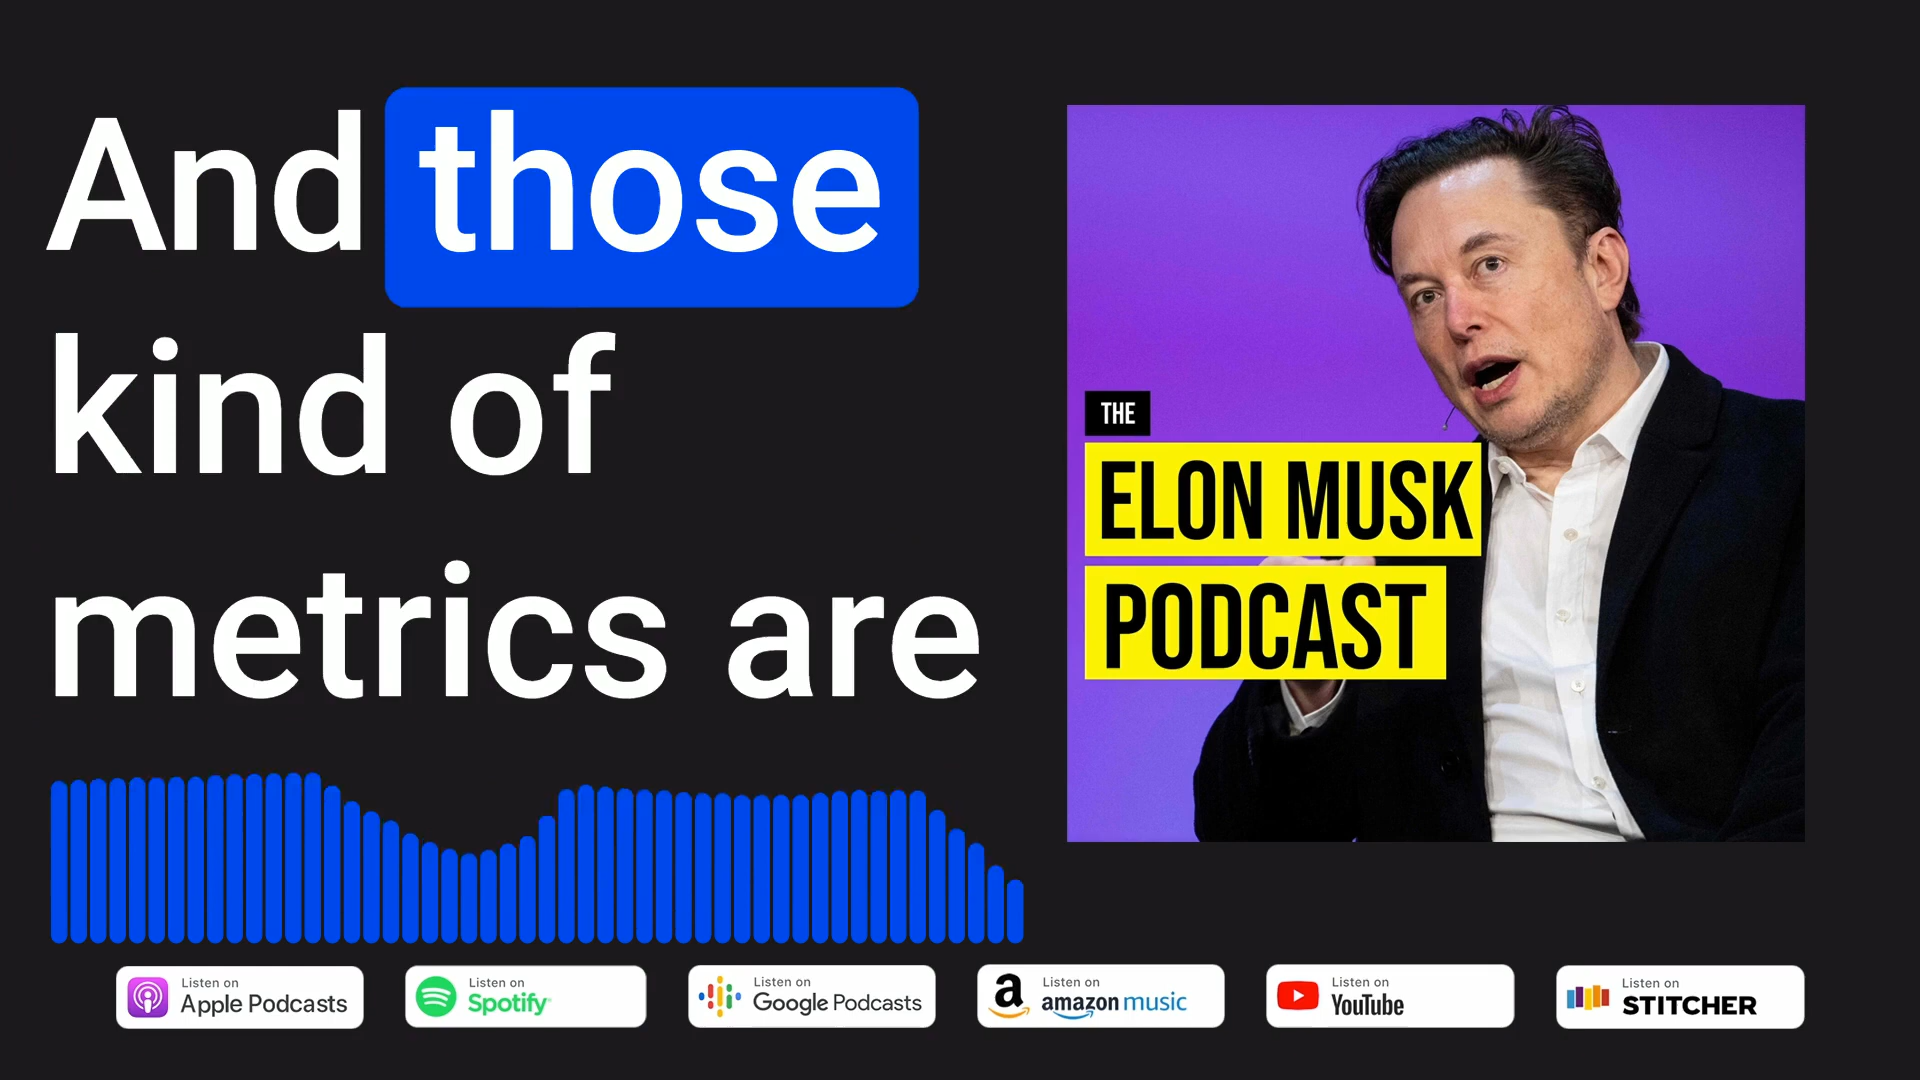 And those
kind of
metrics are
THE
ELON MUSK
PODCAST
Listen on
Apple Podcasts
Listen on
Spotify
Listen on
Google Podcasts
Listen on
amazon music
Listen on
YouTube
Listen on
STITCHER